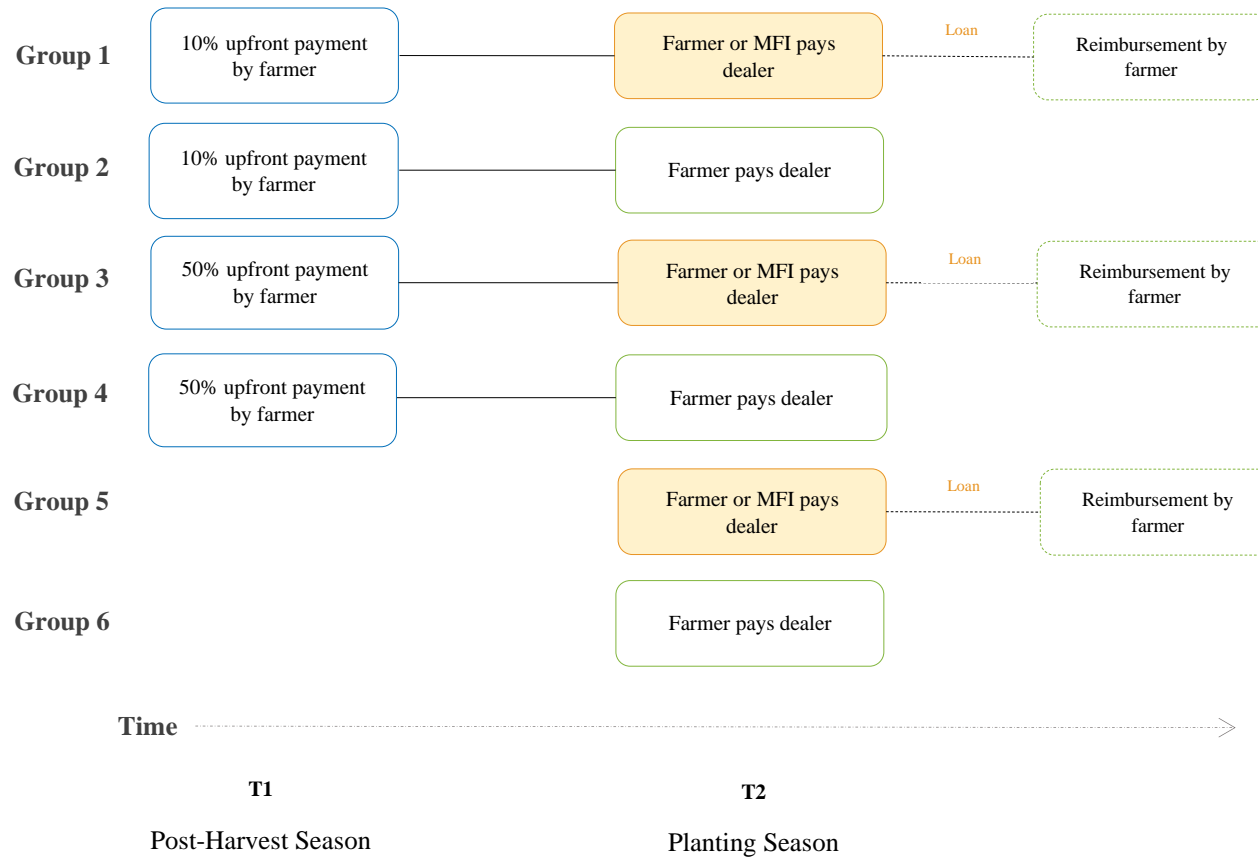 Group 1
10% upfront payment
by farmer
Farmer or MFI pays
dealer
Loan
Reimbursement by
farmer
Group 2
10% upfront payment
by farmer
Farmer pays dealer
Group 3
50% upfront payment
by farmer
Farmer or MFI pays
dealer
Loan
Reimbursement by
farmer
Group 4
50% upfront payment
by farmer
Farmer pays dealer
Group 5
Farmer or MFI pays
dealer
Loan
Reimbursement by
farmer
Group 6
Farmer pays dealer
Time
T1
T2
Post-Harvest Season
Planting Season